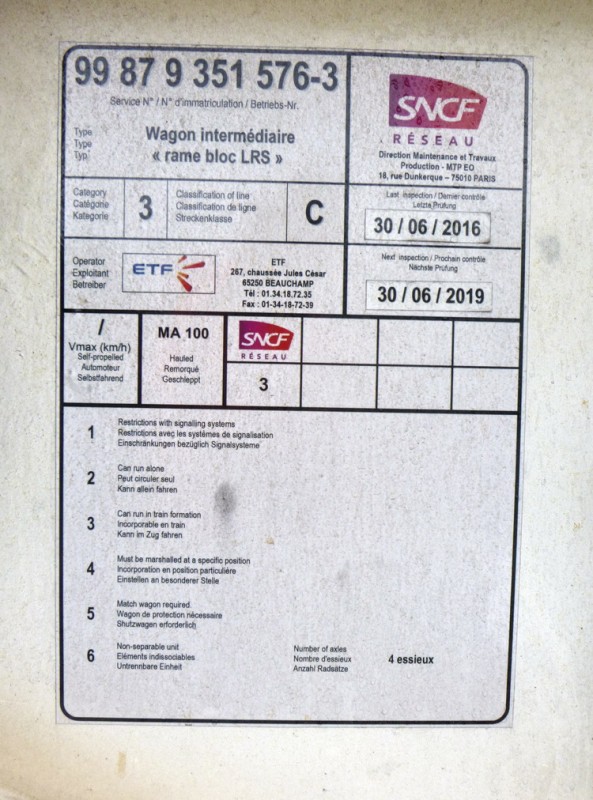 99 87 9 351 576-3
Service N° / N° d'immatriculation / Betriebs-Nr.
Type
Type
Typ
Wagon intermédiaire
« rame bloc LRS »
SNCF
RÉSEAU
Direction Maintenance et Travaux
Production - MTP EO
18, rue Dunkerque – 75010 PARIS
Category
Catégorie
Kategorie
3
Classification of line
Classification de ligne
Streckenklasse
C
Last inspection / Dernier contrôle
Letzte Prüfung
30 / 06 / 2016
Operator
Exploitant
Betreiber
ETF
ETF
267, chaussée Jules César
65250 BEAUCHAMP
Tél : 01.34.18.72.35
Fax : 01-34-18-72-39
Next inspection / Prochain contrôle
Nächste Prüfung
30 / 06 / 2019
/
Vmax (km/h)
Self-propelled
Automoteur
Selbstfahrend
MA 100
Hauled
Remorqué
Geschleppt
SNCF
RÉSEAU
3
1
Restrictions with signalling systems
Restrictions avec les systèmes de signalisation
Einschränkungen bezüglich Signalsysteme
2
Can run alone
Peut circuler seul
Kann allein fahren
3
Can run in train formation
Incorporable en train
Kann im Zug fahren
4
Must be marshalled at a specific position
Incorporation en position particulière
Einstellen an besonderer Stelle
5
Match wagon required
Wagon de protection nécessaire
Shutzwagen erforderlich
6
Non-separable unit
Eléments indissociables
Untrennbare Einheit
Number of axles
Nombre d'essieux
Anzahl Radsätze
4 essieux